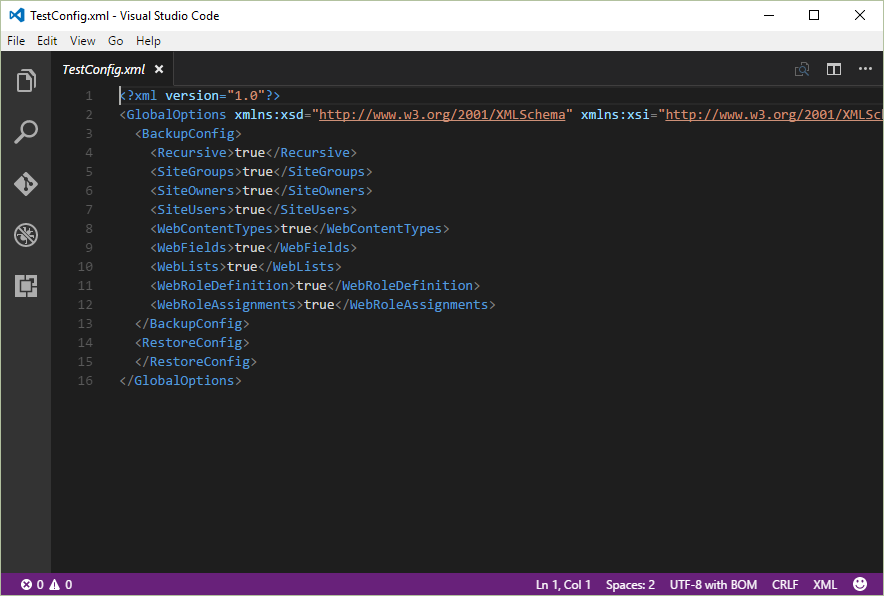 TestConfig.xml - Visual Studio Code
File Edit View Go Help
TestConfig.xml
1 <?xml version="1.0"?>
2 <GlobalOptions xmlns:xsd="http://www.w3.org/2001/XMLSchema" xmlns:xsi="http://www.w3.org/2001/XMLSc
3 <BackupConfig>
4 <Recursive>true</Recursive>
5 <SiteGroups>true</SiteGroups>
6 <SiteOwners>true</SiteOwners>
7 <SiteUsers>true</SiteUsers>
8 <WebContentTypes>true</WebContentTypes>
9 <WebFields>true</WebFields>
10 <WebLists>true</WebLists>
11 <WebRoleDefinition>true</WebRoleDefinition>
12 <WebRoleAssignments>true</WebRoleAssignments>
13 </BackupConfig>
14 <RestoreConfig>
15 </RestoreConfig>
16 </GlobalOptions>
0 0 Ln 1, Col 1 Spaces: 2 UTF-8 with BOM CRLF XML